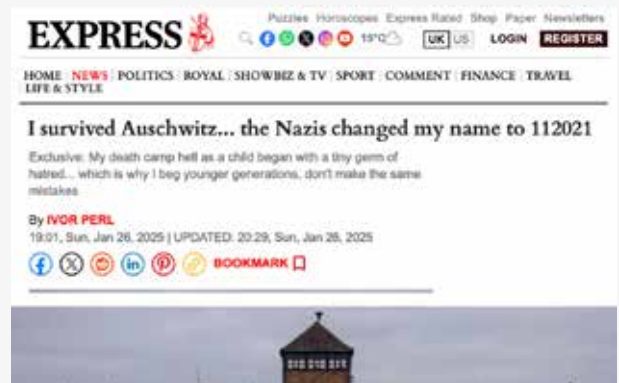 EXPRESS
Puzzles Horoscopes Express Rated Shop Paper Newsletters
15°C UK US LOGIN REGISTER
HOME NEWS POLITICS ROYAL SHOWBIZ & TV SPORT COMMENT FINANCE TRAVEL
LIFE & STYLE
I survived Auschwitz... the Nazis changed my name to 112021
Exclusive: My death camp hell as a child began with a tiny germ of
hatred... which is why I beg younger generations, don't make the same
mistakes
By IVOR PERL
19:01, Sun, Jan 26, 2025 | UPDATED: 20:29, Sun, Jan 26, 2025
BOOKMARK